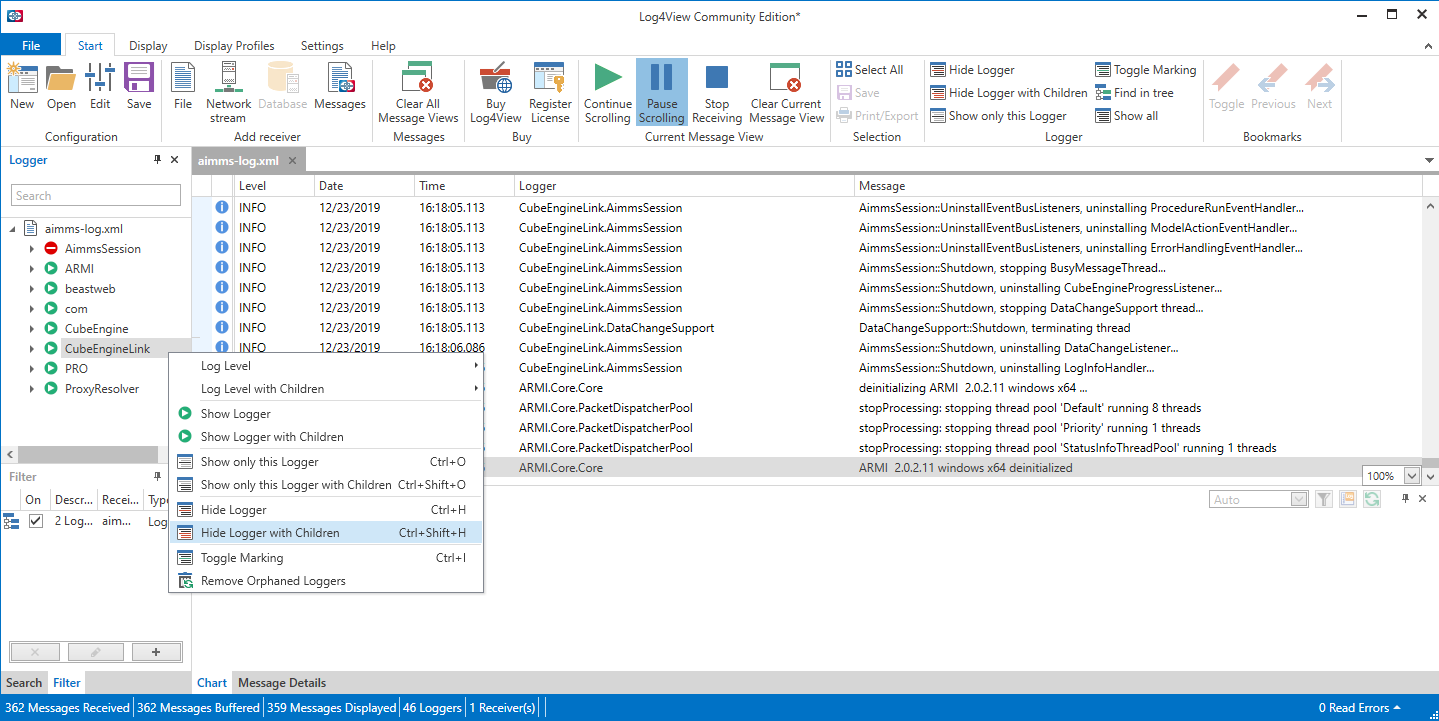 Log4View Community Edition*
File Start Display Display Profiles Settings Help
New Open Edit Save File Network stream Database Messages Clear All Message Views Buy Log4View Register License Continue Scrolling Pause Scrolling Stop Receiving Clear Current Message View
Select All Hide Logger Toggle Marking
Save Hide Logger with Children Find in tree
Print/Export Show only this Logger Show all
Toggle Previous Next
Configuration Add receiver Messages Buy Current Message View Selection Logger Bookmarks
Logger
Search
aimms-log.xml
AimmsSession
ARMI
beastweb
com
CubeEngine
CubeEngineLink
PRO
ProxyResolver
aimms-log.xml
Level Date Time Logger Message
INFO 12/23/2019 16:18:05.113 CubeEngineLink.AimmsSession AimmsSession::UninstallEventBusListeners, uninstalling ProcedureRunEventHandler...
INFO 12/23/2019 16:18:05.113 CubeEngineLink.AimmsSession AimmsSession::UninstallEventBusListeners, uninstalling ModelActionEventHandler...
INFO 12/23/2019 16:18:05.113 CubeEngineLink.AimmsSession AimmsSession::UninstallEventBusListeners, uninstalling ErrorHandlingEventHandler...
INFO 12/23/2019 16:18:05.113 CubeEngineLink.AimmsSession AimmsSession::Shutdown, stopping BusyMessageThread...
INFO 12/23/2019 16:18:05.113 CubeEngineLink.AimmsSession AimmsSession::Shutdown, uninstalling CubeEngineProgressListener...
INFO 12/23/2019 16:18:05.113 CubeEngineLink.AimmsSession AimmsSession::Shutdown, stopping DataChangeSupport thread...
INFO 12/23/2019 16:18:05.113 CubeEngineLink.DataChangeSupport DataChangeSupport::Shutdown, terminating thread
INFO 12/23/2019 16:18:06.086 CubeEngineLink.AimmsSession AimmsSession::Shutdown, uninstalling DataChangeListener...
CubeEngineLink.AimmsSession AimmsSession::Shutdown, uninstalling LogInfoHandler...
ARMI.Core.Core deinitializing ARMI 2.0.2.11 windows x64 ...
ARMI.Core.PacketDispatcherPool stopProcessing: stopping thread pool 'Default' running 8 threads
ARMI.Core.PacketDispatcherPool stopProcessing: stopping thread pool 'Priority' running 1 threads
ARMI.Core.PacketDispatcherPool stopProcessing: stopping thread pool 'StatusInfoThreadPool' running 1 threads
ARMI.Core.Core ARMI 2.0.2.11 windows x64 deinitialized
100%
Log Level
Log Level with Children
Show Logger
Show Logger with Children
Show only this Logger Ctrl+O
Show only this Logger with Children Ctrl+Shift+O
Hide Logger Ctrl+H
Hide Logger with Children Ctrl+Shift+H
Toggle Marking Ctrl+I
Remove Orphaned Loggers
Filter
On Descr... Recei... Type
2 Log... aim... Log
Auto
Search Filter Chart Message Details
362 Messages Received 362 Messages Buffered 359 Messages Displayed 46 Loggers 1 Receiver(s) 0 Read Errors